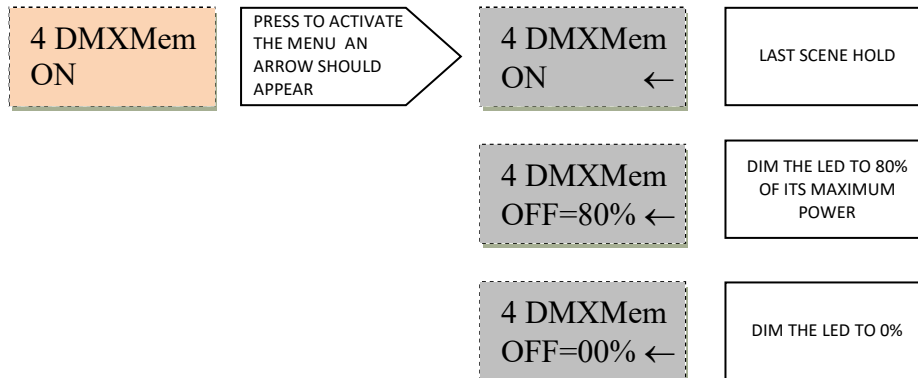 4 DMXMem
ON
PRESS TO ACTIVATE
THE MENU AN
ARROW SHOULD
APPEAR
4 DMXMem
ON ←
LAST SCENE HOLD
4 DMXMem
OFF=80% ←
DIM THE LED TO 80%
OF ITS MAXIMUM
POWER
4 DMXMem
OFF=00% ←
DIM THE LED TO 0%